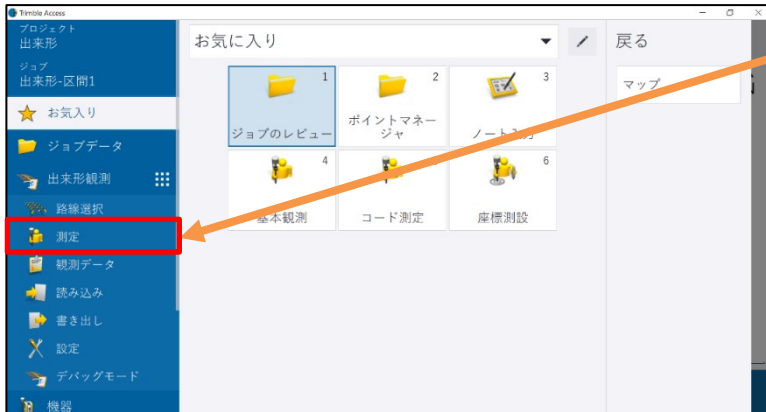 Trimble Access
プロジェクト
出来形
ジョブ
出来形-区間1
お気入り
ジョブデータ
出来形観測
路線選択
測定
観測データ
読み込み
書き出し
設定
デバッグモード
機器
お気に入り
1
ジョブのレビュー
2
ポイントマネー
ジャ
3
ノート入力
4
基本観測
コード測定
6
座標測設
戻る
マップ